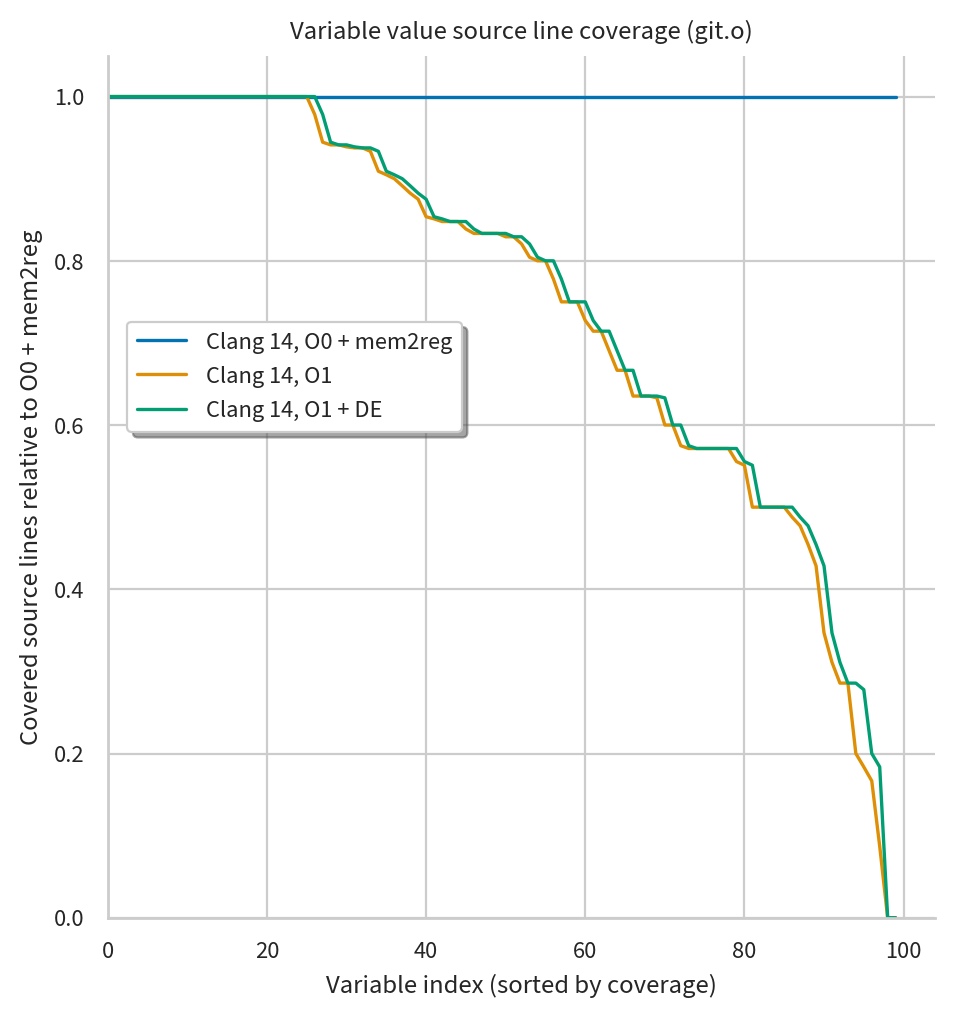 Variable value source line coverage (git.o)
Covered source lines relative to O0 + mem2reg
1.0
0.8
0.6
0.4
0.2
0.0
Clang 14, O0 + mem2reg
Clang 14, O1
Clang 14, O1 + DE
0 20 40 60 80 100
Variable index (sorted by coverage)